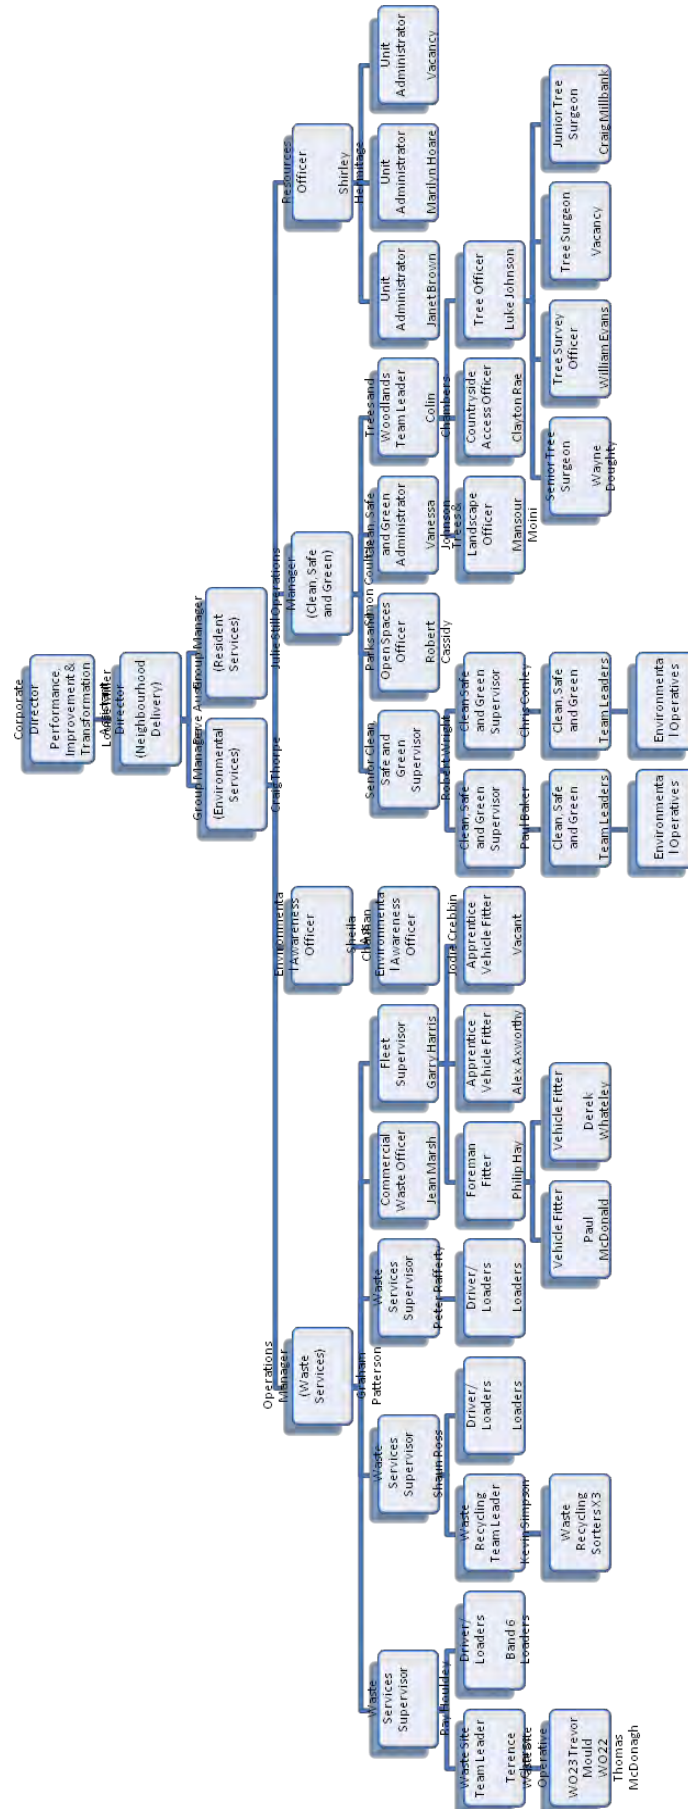 Corporate
Director
Performance,
Improvement &
Transformation
Director
(Neighbourhood
Delivery)
Group Manager
(Environmental
Services)
Craig Thorpe
Group Manager
(Resident
Services)
Julie Still
Operations
Manager
(Waste
Services)
Graham
Patterson
Environmenta
l Awareness
Officer
Sheila
Operations
Manager
(Clean, Safe
and Green)
Simon
Resources
Officer
Shirley
Hermitage
Waste
Services
Supervisor
Ray Houldey
Waste
Services
Supervisor
Shaun Ross
Waste
Services
Supervisor
Peter Rafferty
Commercial
Waste Officer
Jean Marsh
Fleet
Supervisor
Garry Harris
Environmenta
l Awareness
Officer
Jodie Crebbin
Senior Clean
Safe and
Green
Supervisor
Robert Wright
Parks and
Open Spaces
Officer
Robert
Cassidy
Clean, Safe
and Green
Administrator
Vanessa
Johnson
Trees and
Woodlands
Team Leader
Colin
Chambers
Unit
Administrator
Janet Brown
Unit
Administrator
Marilyn Hoare
Unit
Administrator
Vacancy
Waste Site
Team Leader
Terence
Driver/
Loaders
Band 6
Loaders
Waste
Recycling
Team Leader
Kevin Simpson
Driver/
Loaders
Loaders
Driver/
Loaders
Loaders
Foreman
Fitter
Philip Hay
Apprentice
Vehicle Fitter
Alex Axworthy
Apprentice
Vehicle Fitter
Vacant
Clean, Safe
and Green
Supervisor
Paul Baker
Clean Safe
and Green
Supervisor
Chris Conley
Trees &
Landscape
Officer
Mansour
Moini
Countryside
Access Officer
Clayton Rae
Tree Officer
Luke Johnson
Waste Site
Operative
WO23 Trevor
Mould
WO22
Thomas
McDonagh
Waste
Recycling
Sorters X3
Vehicle Fitter
Paul
McDonald
Vehicle Fitter
Derek
Whateley
Clean, Safe
and Green
Team Leaders
Clean, Safe
and Green
Team Leaders
Senior Tree
Surgeon
Wayne
Doughty
Tree Survey
Officer
William Evans
Tree Surgeon
Vacancy
Junior Tree
Surgeon
Craig Millbank
Environmenta
l Operatives
Environmenta
l Operatives